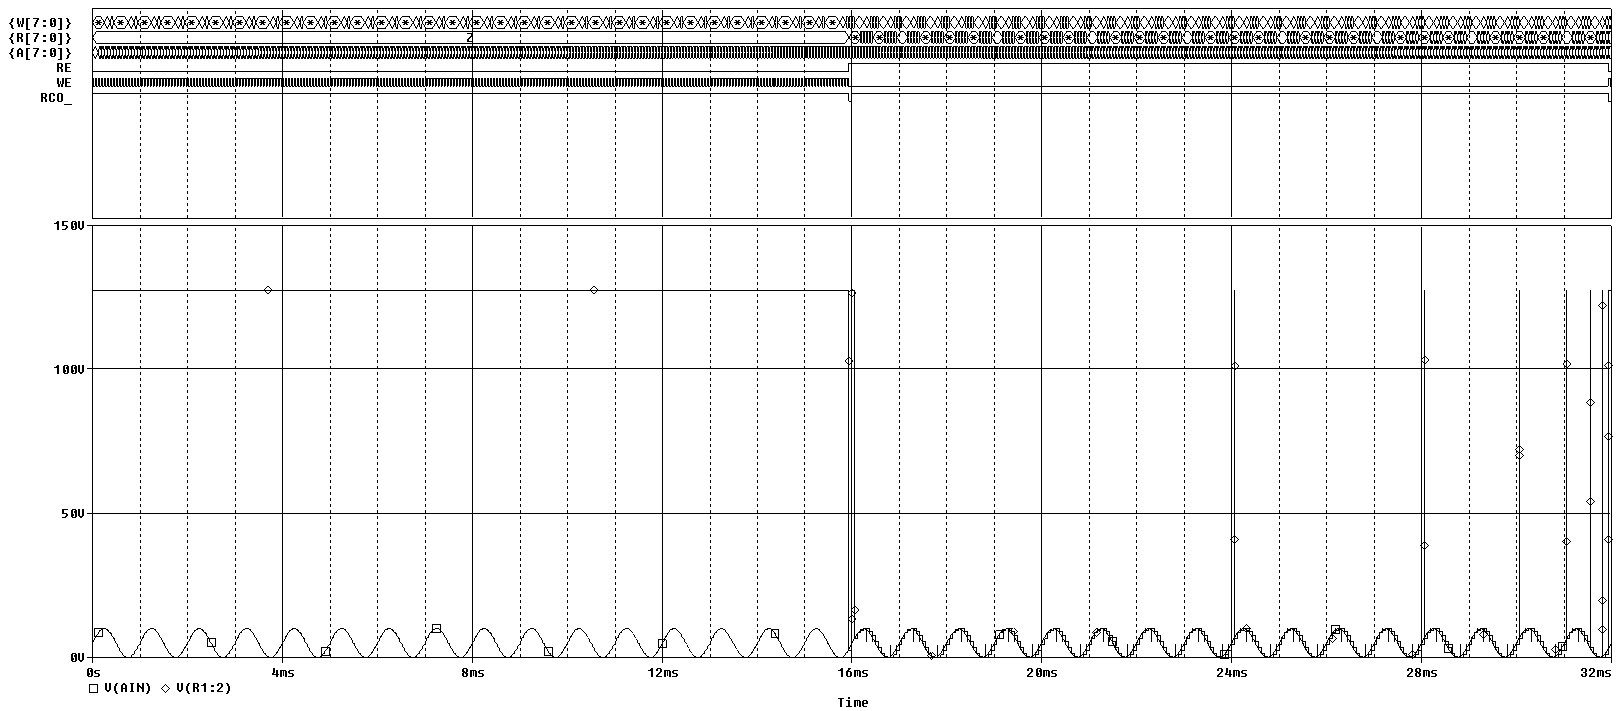 {W[7:0]}
{R[7:0]}
Z
{A[7:0]}
RE
WE
RCO_
150V
100V
50V
0V
0s 4ms 8ms 12ms 16ms 20ms 24ms 28ms 32ms
V(AIN) V(R1:2)
Time